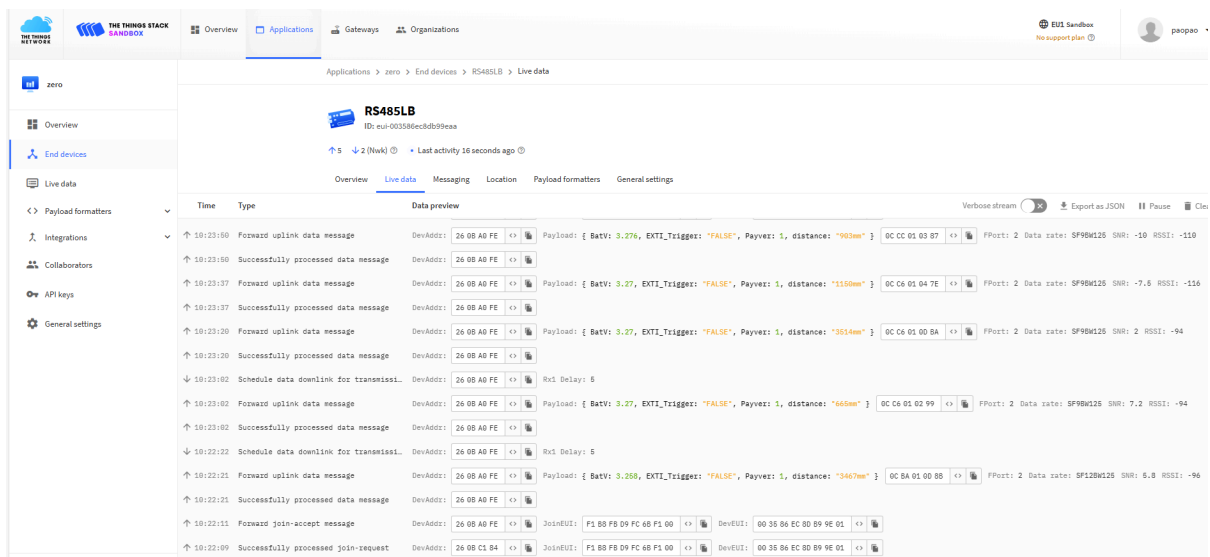 THE THINGS NETWORK
THE THINGS STACK SANDBOX
Overview
Applications
Gateways
Organizations
EU1 Sandbox
No support plan
paopao
zero
Overview
End devices
Live data
Payload formatters
Integrations
Collaborators
API keys
General settings
Applications > zero > End devices > RS485LB > Live data
RS485LB
ID: eui-003586ec8db99eaa
↑ 5 ↓ 2 (Nwk) • Last activity 16 seconds ago
Overview Live data Messaging Location Payload formatters General settings
Time Type Data preview Verbose stream Export as JSON Pause Clea
↑ 10:23:50 Forward uplink data message DevAddr: 26 0B A0 FE <> Payload: { BatV: 3.276, EXTI_Trigger: "FALSE", Payver: 1, distance: "903mm" } 0C CC 01 03 87 <> FPort: 2 Data rate: SF9BW125 SNR: -10 RSSI: -110
↑ 10:23:50 Successfully processed data message DevAddr: 26 0B A0 FE <>
↑ 10:23:37 Forward uplink data message DevAddr: 26 0B A0 FE <> Payload: { BatV: 3.27, EXTI_Trigger: "FALSE", Payver: 1, distance: "1150mm" } 0C C6 01 04 7E <> FPort: 2 Data rate: SF9BW125 SNR: -7.5 RSSI: -116
↑ 10:23:37 Successfully processed data message DevAddr: 26 0B A0 FE <>
↑ 10:23:20 Forward uplink data message DevAddr: 26 0B A0 FE <> Payload: { BatV: 3.27, EXTI_Trigger: "FALSE", Payver: 1, distance: "3514mm" } 0C C6 01 0D BA <> FPort: 2 Data rate: SF9BW125 SNR: 2 RSSI: -94
↑ 10:23:20 Successfully processed data message DevAddr: 26 0B A0 FE <>
↓ 10:23:02 Schedule data downlink for transmissi… DevAddr: 26 0B A0 FE <> Rx1 Delay: 5
↑ 10:23:02 Forward uplink data message DevAddr: 26 0B A0 FE <> Payload: { BatV: 3.27, EXTI_Trigger: "FALSE", Payver: 1, distance: "665mm" } 0C C6 01 02 99 <> FPort: 2 Data rate: SF9BW125 SNR: 7.2 RSSI: -94
↑ 10:23:02 Successfully processed data message DevAddr: 26 0B A0 FE <>
↓ 10:22:22 Schedule data downlink for transmissi… DevAddr: 26 0B A0 FE <> Rx1 Delay: 5
↑ 10:22:21 Forward uplink data message DevAddr: 26 0B A0 FE <> Payload: { BatV: 3.258, EXTI_Trigger: "FALSE", Payver: 1, distance: "3467mm" } 0C BA 01 0D 8B <> FPort: 2 Data rate: SF12BW125 SNR: 5.8 RSSI: -96
↑ 10:22:21 Successfully processed data message DevAddr: 26 0B A0 FE <>
↑ 10:22:11 Forward join-accept message DevAddr: 26 0B A0 FE <> JoinEUI: F1 B8 FB D9 FC 6B F1 00 <> DevEUI: 00 35 86 EC 8D B9 9E 01 <>
↑ 10:22:09 Successfully processed join-request DevAddr: 26 0B C1 84 <> JoinEUI: F1 B8 FB D9 FC 6B F1 00 <> DevEUI: 00 35 86 EC 8D B9 9E 01 <>